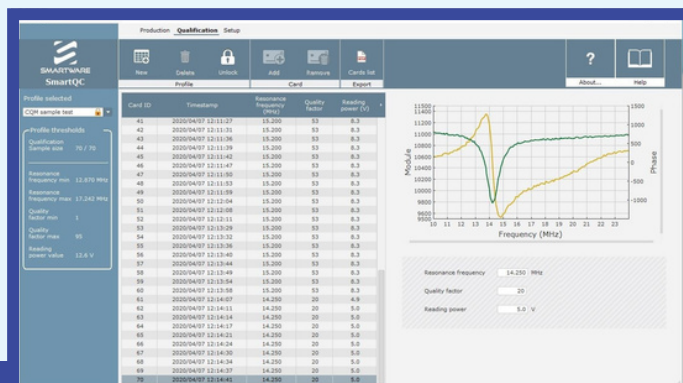 Production Qualification Setup
SMARTWARE
SmartQC
New Delete Unlock Add Remove Cards list
Profile Card Export
?
About... Help
Profile selected
CQM sample test
Profile thresholds
Qualification
Sample size 70 / 70
Resonance
frequency min 12.870 MHz
Resonance
frequency max 17.242 MHz
Quality
factor min 1
Quality
factor max 95
Reading
power value 13.6 V
Card ID Timestamp Resonance frequency (MHz) Quality factor Reading power (V)
41 2020/04/07 12:11:27 15.200 53 8.3
42 2020/04/07 12:11:31 15.200 53 8.3
43 2020/04/07 12:11:36 15.200 53 8.3
44 2020/04/07 12:11:39 15.200 53 8.3
45 2020/04/07 12:11:42 15.200 53 8.3
46 2020/04/07 12:11:47 15.200 53 8.3
47 2020/04/07 12:11:50 15.200 53 8.3
48 2020/04/07 12:11:53 15.200 53 8.3
49 2020/04/07 12:11:59 15.200 53 8.3
50 2020/04/07 12:12:04 15.200 53 8.3
51 2020/04/07 12:12:08 15.200 53 8.3
52 2020/04/07 12:12:11 15.200 53 8.3
53 2020/04/07 12:13:29 15.200 53 8.3
54 2020/04/07 12:13:32 15.200 53 8.3
55 2020/04/07 12:13:36 15.200 53 8.3
56 2020/04/07 12:13:40 15.200 53 8.3
57 2020/04/07 12:13:44 15.200 53 8.3
58 2020/04/07 12:13:49 15.200 53 8.3
59 2020/04/07 12:13:54 15.200 53 8.3
60 2020/04/07 12:13:58 15.200 53 8.3
61 2020/04/07 12:14:07 14.250 20 4.9
62 2020/04/07 12:14:11 14.250 20 5.0
63 2020/04/07 12:14:14 14.250 20 5.0
64 2020/04/07 12:14:17 14.250 20 5.0
65 2020/04/07 12:14:21 14.250 20 5.0
66 2020/04/07 12:14:24 14.250 20 5.0
67 2020/04/07 12:14:30 14.250 20 5.0
68 2020/04/07 12:14:34 14.250 20 5.0
69 2020/04/07 12:14:37 14.250 20 5.0
70 2020/04/07 12:14:41 14.250 20 5.0
Module
11500
11400
11200
11000
10800
10600
10400
10200
10000
9800
9600
9500
1500
1000
500
0
-500
-1000
Phase
10 11 12 13 14 15 16 17 18 19 20 21 22 23
Frequency (MHz)
Resonance frequency 14.250 MHz
Quality factor 20
Reading power 5.0 V